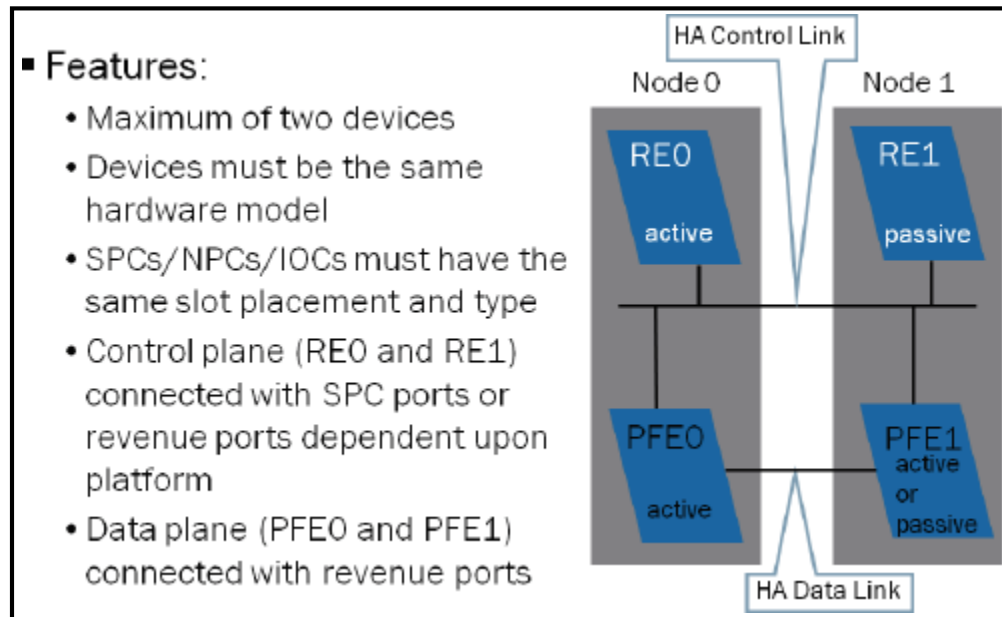 ▪ Features:
• Maximum of two devices
• Devices must be the same
hardware model
• SPCs/NPCs/IOCs must have the
same slot placement and type
• Control plane (RE0 and RE1)
connected with SPC ports or
revenue ports dependent upon
platform
• Data plane (PFE0 and PFE1)
connected with revenue ports
HA Control Link
Node 0
Node 1
RE0
active
RE1
passive
PFE0
active
PFE1
active
or
passive
HA Data Link